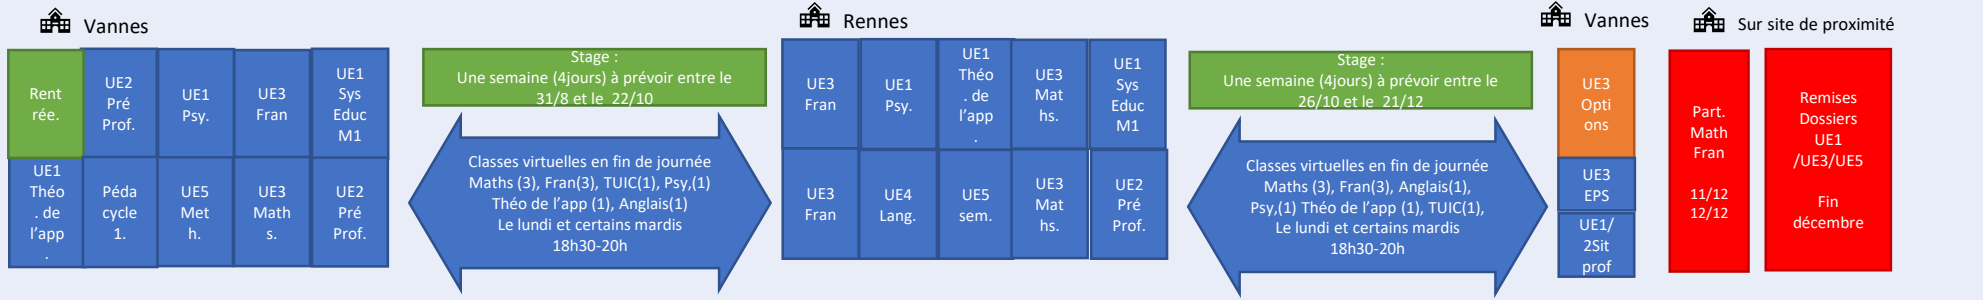 Vannes
Rent
rée.
UE2
Pré
Prof.
UE1
Psy.
UE3
Fran
UE1
Sys
Educ
M1
UE1
Théo
. de
l’app
.
Péda
cycle
1.
UE5
Met
h.
UE3
Math
s.
UE2
Pré
Prof.
Stage :
Une semaine (4jours) à prévoir entre le
31/8 et le  22/10
Classes virtuelles en fin de journée
Maths (3), Fran(3), TUIC(1), Psy,(1)
Théo de l’app (1), Anglais(1)
Le lundi et certains mardis
18h30-20h
Rennes
UE3
Fran
UE1
Psy.
UE1
Théo
. de
l’app
.
UE3
Mat
hs.
UE1
Sys
Educ
M1
UE3
Fran
UE4
Lang.
UE5
sem.
UE3
Mat
hs.
UE2
Pré
Prof.
Stage :
Une semaine (4jours) à prévoir entre le
26/10 et le  21/12
Classes virtuelles en fin de journée
Maths (3), Fran(3), Anglais(1),
Psy,(1) Théo de l’app (1), TUIC(1),
Le lundi et certains mardis
18h30-20h
Vannes
UE3
Opti
ons
UE3
EPS
UE1/
2Sit
prof
Sur site de proximité
Part.
Math
Fran
11/12
12/12
Remises
Dossiers
UE1
/UE3/UE5
Fin
décembre